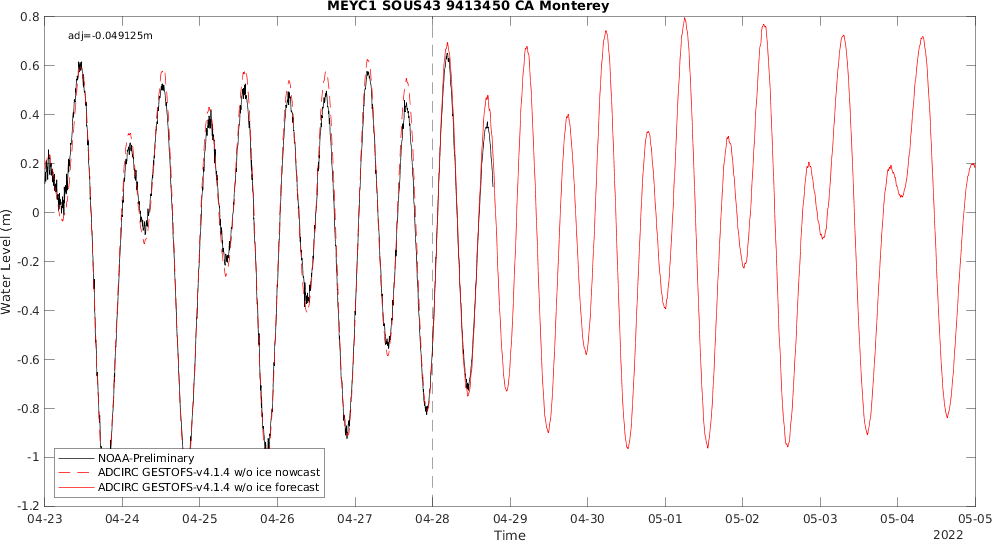 MEYC1 SOUS43 9413450 CA Monterey
adj=-0.049125m
0.8
0.6
0.4
0.2
0
-0.2
-0.4
-0.6
-0.8
-1
-1.2
Water Level (m)
NOAA-Preliminary
ADCIRC GESTOFS-v4.1.4 w/o ice nowcast
ADCIRC GESTOFS-v4.1.4 w/o ice forecast
04-23 04-24 04-25 04-26 04-27 04-28 04-29 04-30 05-01 05-02 05-03 05-04 05-05
Time
2022